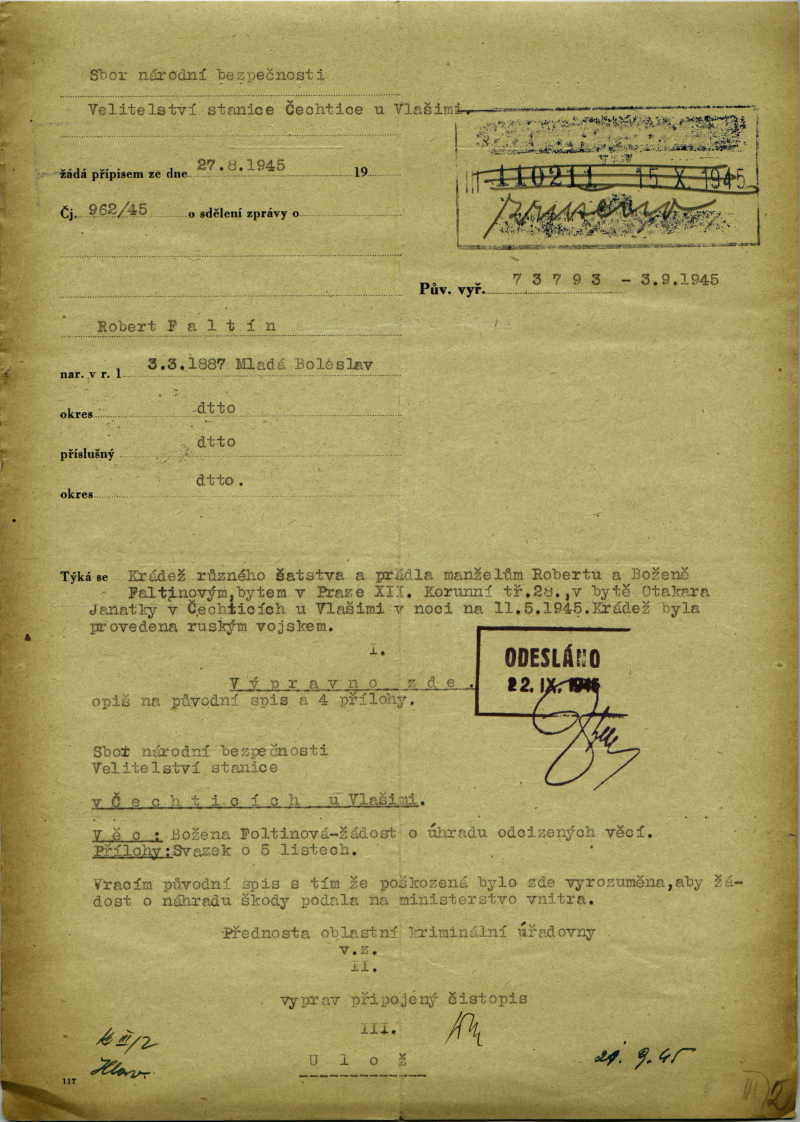 Sbor národní bezpečnosti
Velitelství stanice Čechtice u Vlašimi.
žádá přípisem ze dne 27.8.1945 19
110211 15 X. 1945
Čj. 962/45 o sdělení zprávy o
Pův. vyř. 7 3 7 9 3 - 3.9.1945
Robert F a l t í n
nar. v r. 1 3.3.1887 Mladá Boleslav
okres dtto
příslušný dtto
okres dtto.
Týká se Krádež různého šatstva a prádla manželům Robertu a Boženě
Faltinovým,bytem v Praze XII. Korunní tř.28.,v bytě Otakara
Janatky v Čechticích u Vlašimi v noci na 11.5.1945.Krádež byla
provedena ruským vojskem.
I.
ODESLÁNO
22. IX. 1945
V ý p r a v n o z d e .
opiš na původní spis a 4 přílohy.
Sbor národní bezpečnosti
Velitelství stanice
v Č e c h t i c í c h u Vlašimi.
V ě c : Božena Foltinová-žádost o úhradu odcizených věcí.
Přílohy:Svazek o 5 listech.
Vracím původní spis s tím že poškozená bylo zde vyrozuměna,aby žá-
dost o náhradu škody podala na ministerstvo vnitra.
Přednosta oblastní kriminální úřadovny
v.z.
II.
vyprav připojený čistopis
III.
U l o ž
21. 9. 45
117
2